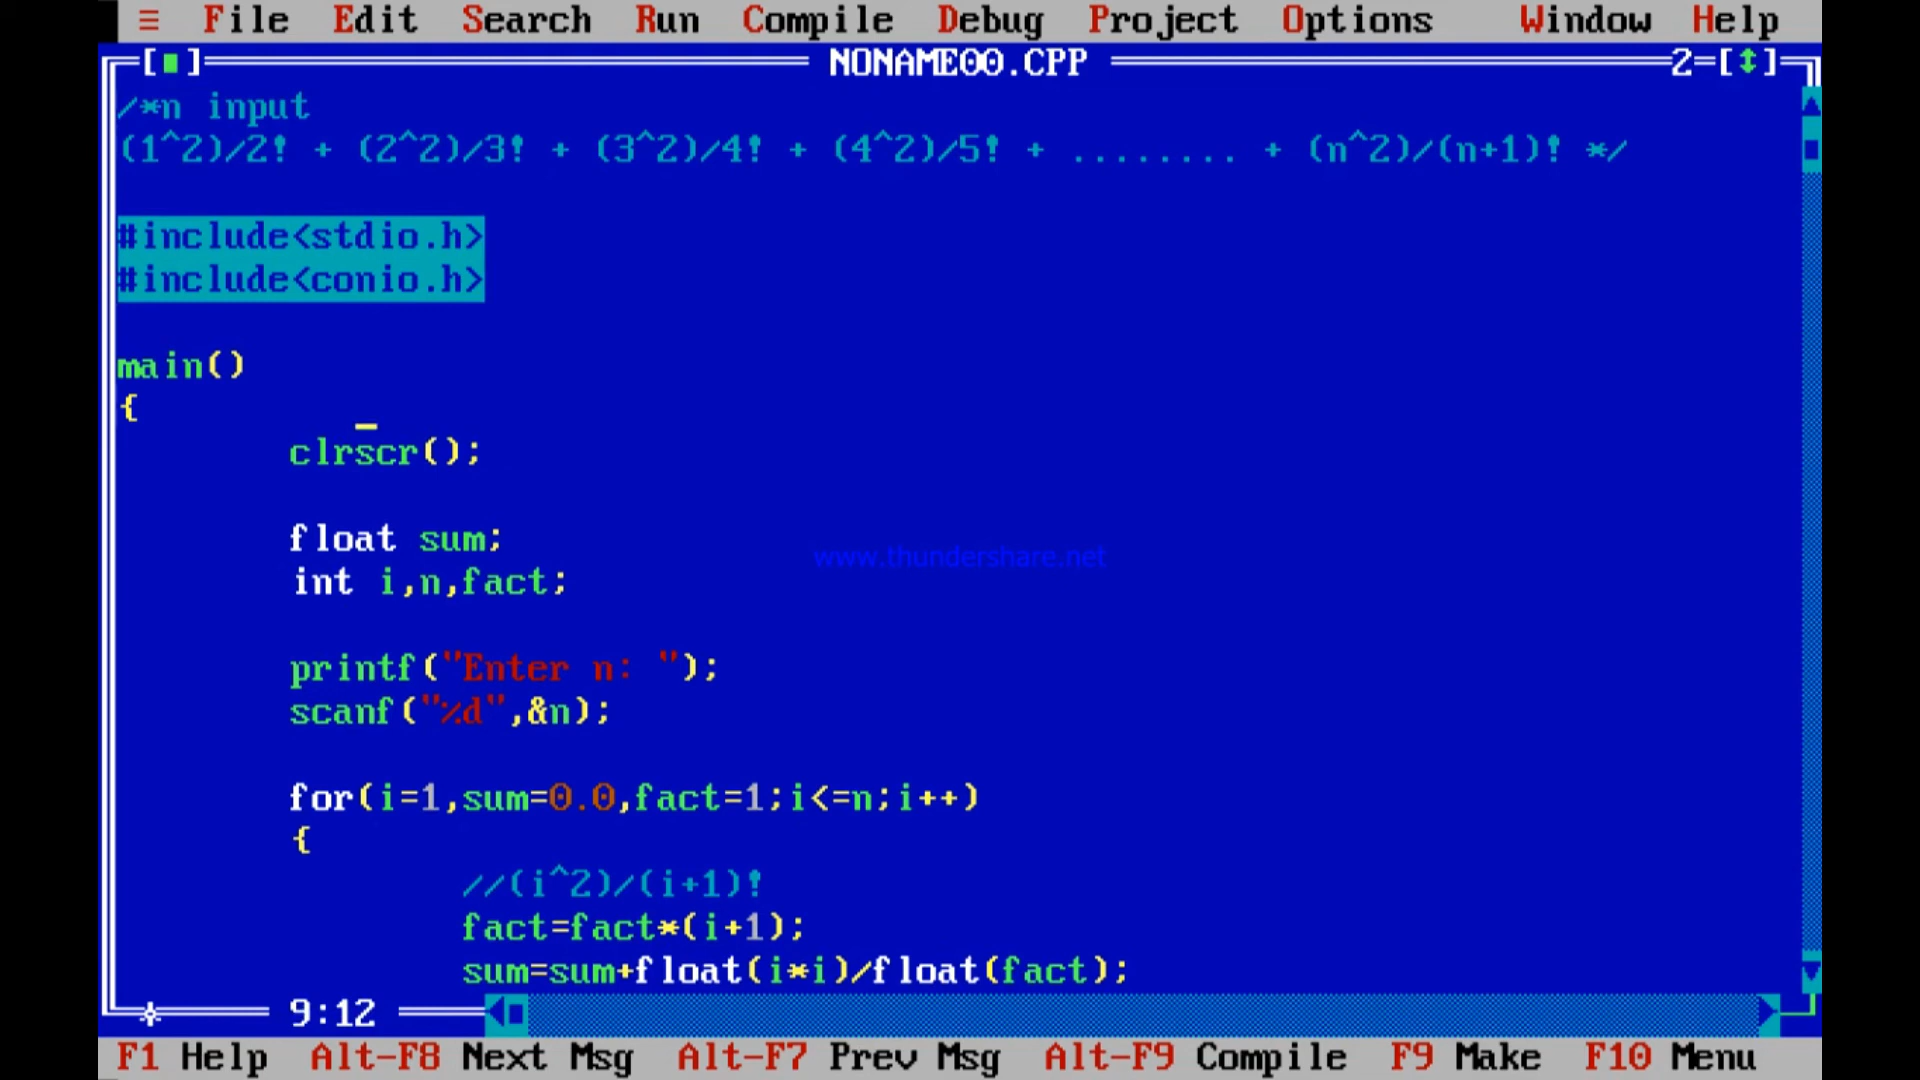 ≡ File Edit Search Run Compile Debug Project Options Window Help
[■] NONAME00.CPP 2=[↕]
/*n input
(1^2)/2! + (2^2)/3! + (3^2)/4! + (4^2)/5! + ........ + (n^2)/(n+1)! */
#include<stdio.h>
#include<conio.h>
main()
{
clrscr();
float sum;
int i,n,fact;
www.thundershare.net
printf("Enter n: ");
scanf("%d",&n);
for(i=1,sum=0.0,fact=1;i<=n;i++)
{
//(i^2)/(i+1)!
fact=fact*(i+1);
sum=sum+float(i*i)/float(fact);
9:12
F1 Help Alt-F8 Next Msg Alt-F7 Prev Msg Alt-F9 Compile F9 Make F10 Menu